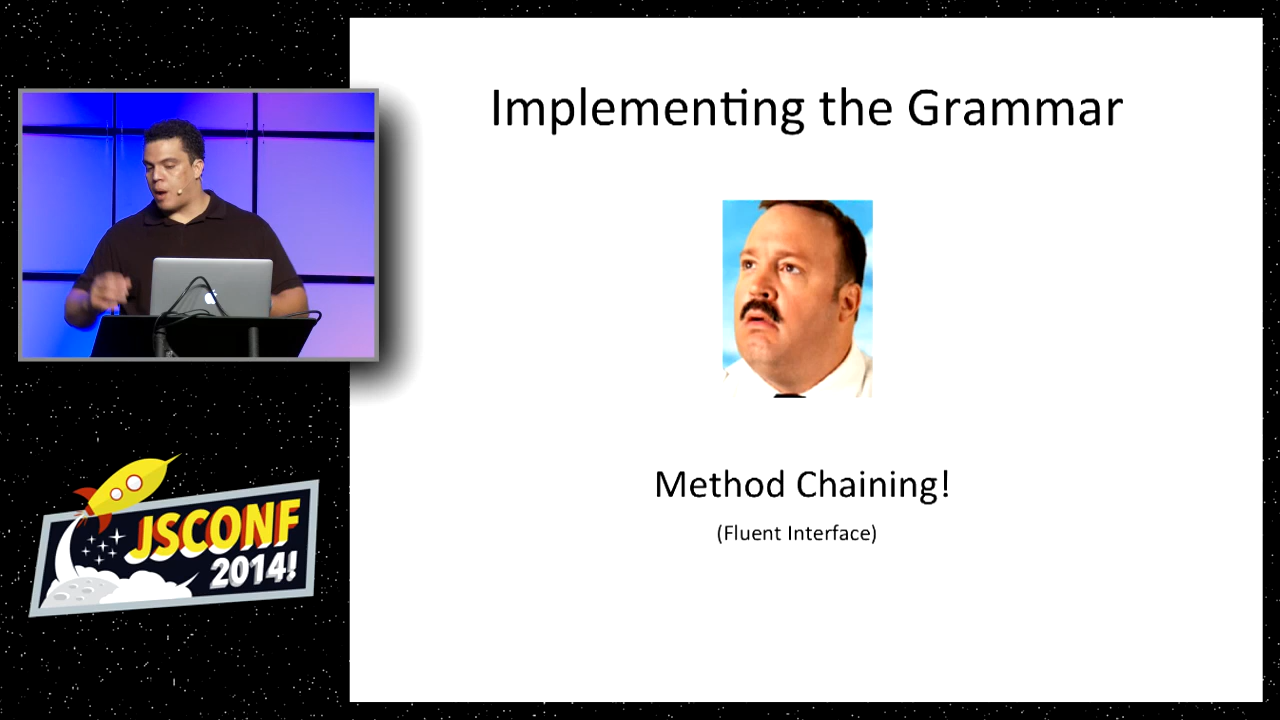 Implementing the Grammar
Method Chaining!
(Fluent Interface)
JSCONF
2014!